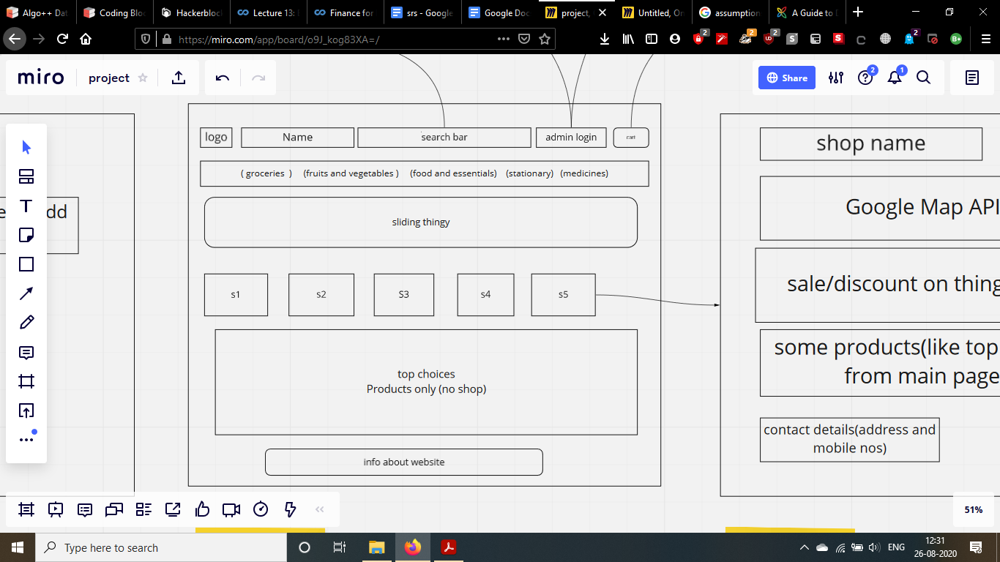 Algo++ Dat
Coding Bloc
Hackerblock
Lecture 13: I
Finance for
srs - Google
Google Doc
project,
Untitled, On
assumption
A Guide to I
https://miro.com/app/board/o9J_kog83XA=/
2
2
2
2
miro
project
Share
2
1
logo
Name
search bar
admin login
cart
( groceries )
(fruits and vegetables )
(food and essentials)
(stationary)
(medicines)
sliding thingy
s1
s2
S3
s4
s5
top choices
Products only (no shop)
info about website
dd
shop name
Google Map API
sale/discount on thing
some products(like top
from main page
contact details(address and
mobile nos)
51%
Type here to search
ENG
12:31
26-08-2020